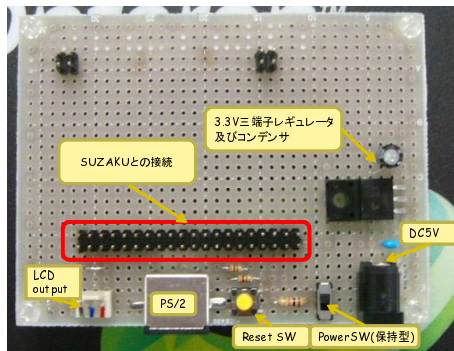 3.3V三端子レギュレータ
及びコンデンサ
SUZAKUとの接続
DC5V
LCD
output
PS/2
Reset SW
PowerSW(保持型)